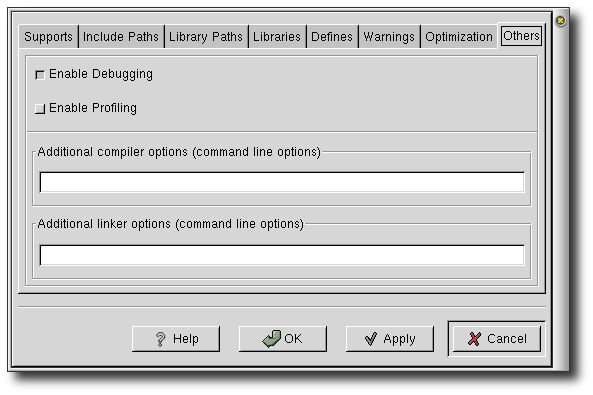 Supports Include Paths Library Paths Libraries Defines Warnings Optimization Others
Enable Debugging
Enable Profiling
Additional compiler options (command line options)
Additional linker options (command line options)
Help OK Apply Cancel